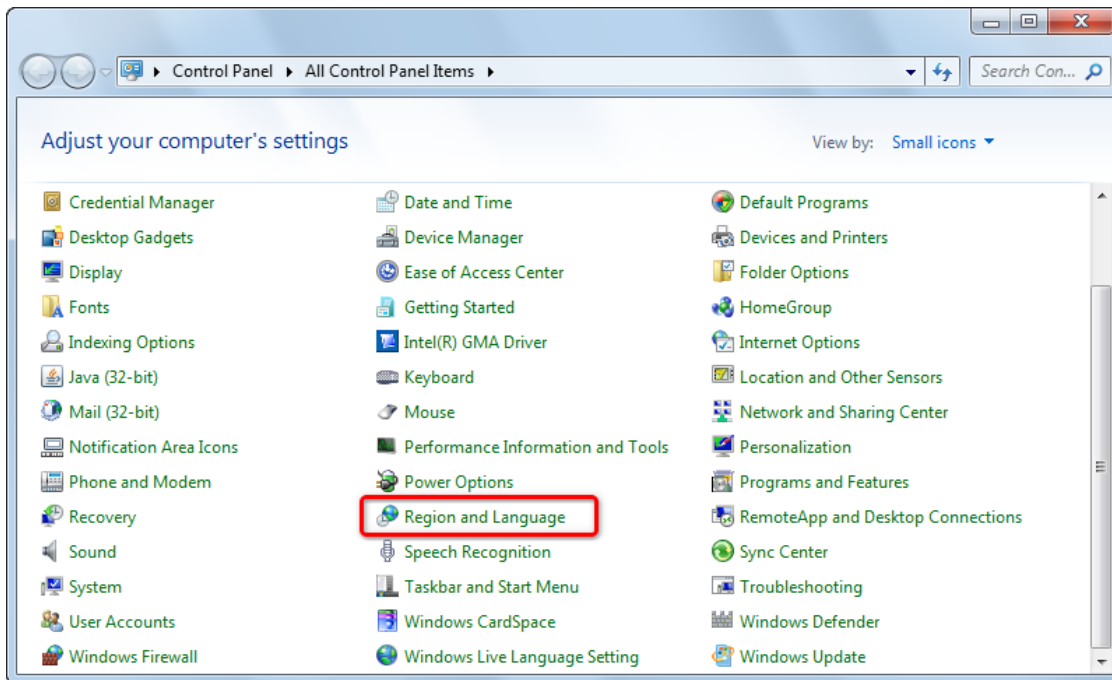 Control Panel All Control Panel Items
Search Con...
Adjust your computer's settings
View by: Small icons
Credential Manager Date and Time Default Programs
Desktop Gadgets Device Manager Devices and Printers
Display Ease of Access Center Folder Options
Fonts Getting Started HomeGroup
Indexing Options Intel(R) GMA Driver Internet Options
Java (32-bit) Keyboard Location and Other Sensors
Mail (32-bit) Mouse Network and Sharing Center
Notification Area Icons Performance Information and Tools Personalization
Phone and Modem Power Options Programs and Features
Recovery Region and Language RemoteApp and Desktop Connections
Sound Speech Recognition Sync Center
System Taskbar and Start Menu Troubleshooting
User Accounts Windows CardSpace Windows Defender
Windows Firewall Windows Live Language Setting Windows Update